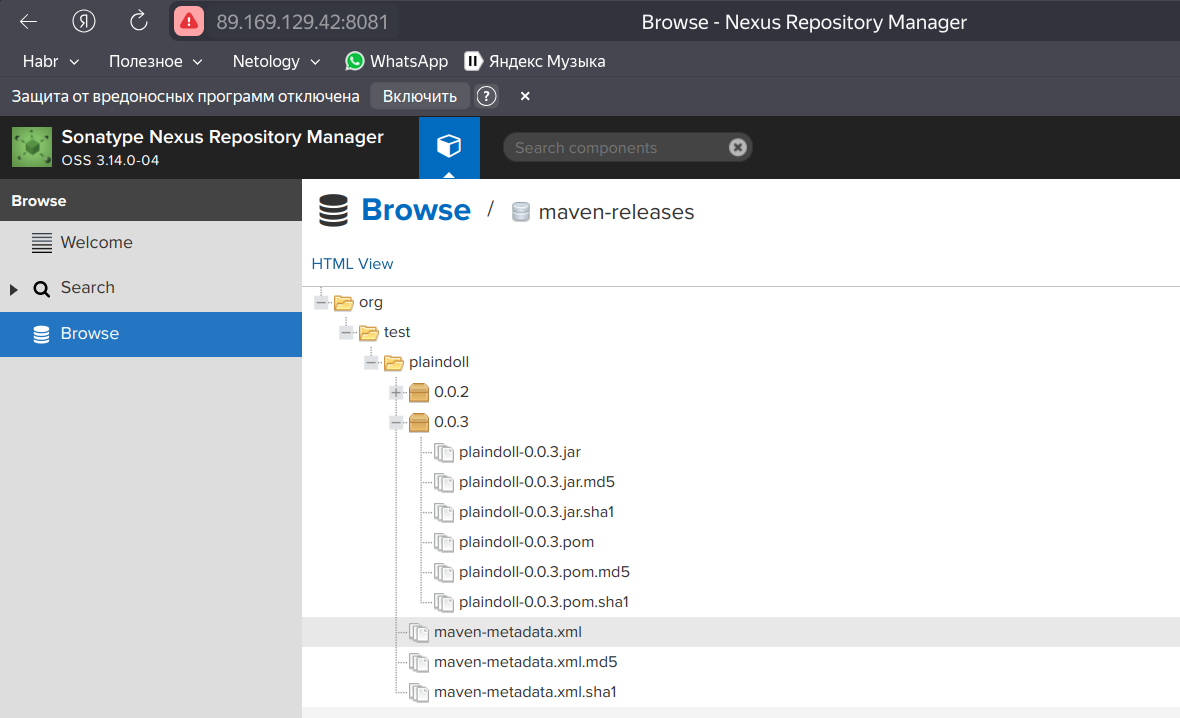 89.169.129.42:8081 Browse - Nexus Repository Manager
Habr Полезное Netology WhatsApp Яндекс Музыка
Защита от вредоносных программ отключена Включить ? ×
Sonatype Nexus Repository Manager
OSS 3.14.0-04
Search components
Browse
Welcome
Search
Browse
Browse / maven-releases
HTML View
org
test
plaindoll
0.0.2
0.0.3
plaindoll-0.0.3.jar
plaindoll-0.0.3.jar.md5
plaindoll-0.0.3.jar.sha1
plaindoll-0.0.3.pom
plaindoll-0.0.3.pom.md5
plaindoll-0.0.3.pom.sha1
maven-metadata.xml
maven-metadata.xml.md5
maven-metadata.xml.sha1